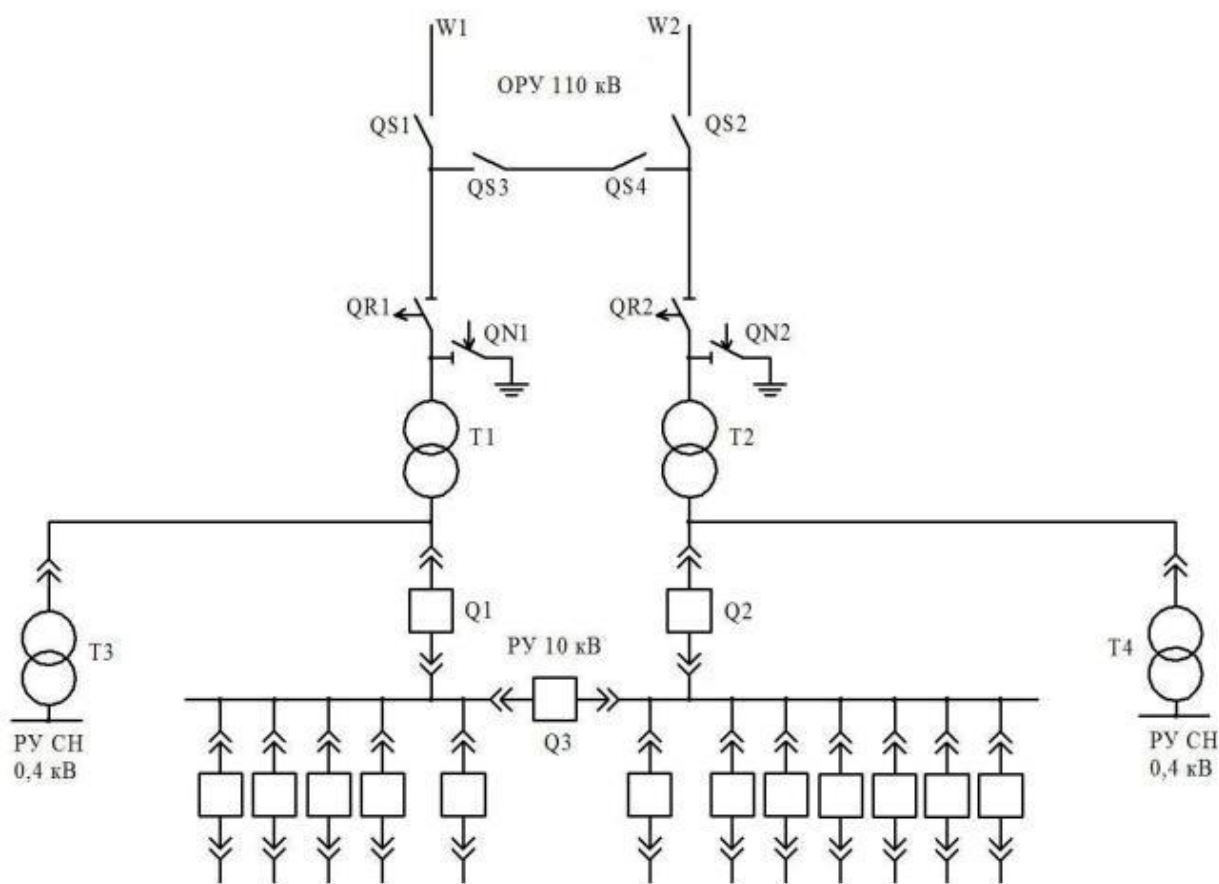 W1
W2
ОРУ 110 кВ
QS1
QS2
QS3
QS4
QR1
QN1
QR2
QN2
T1
T2
T3
Q1
Q2
T4
РУ 10 кВ
Q3
РУ СН
0,4 кВ
РУ СН
0,4 кВ